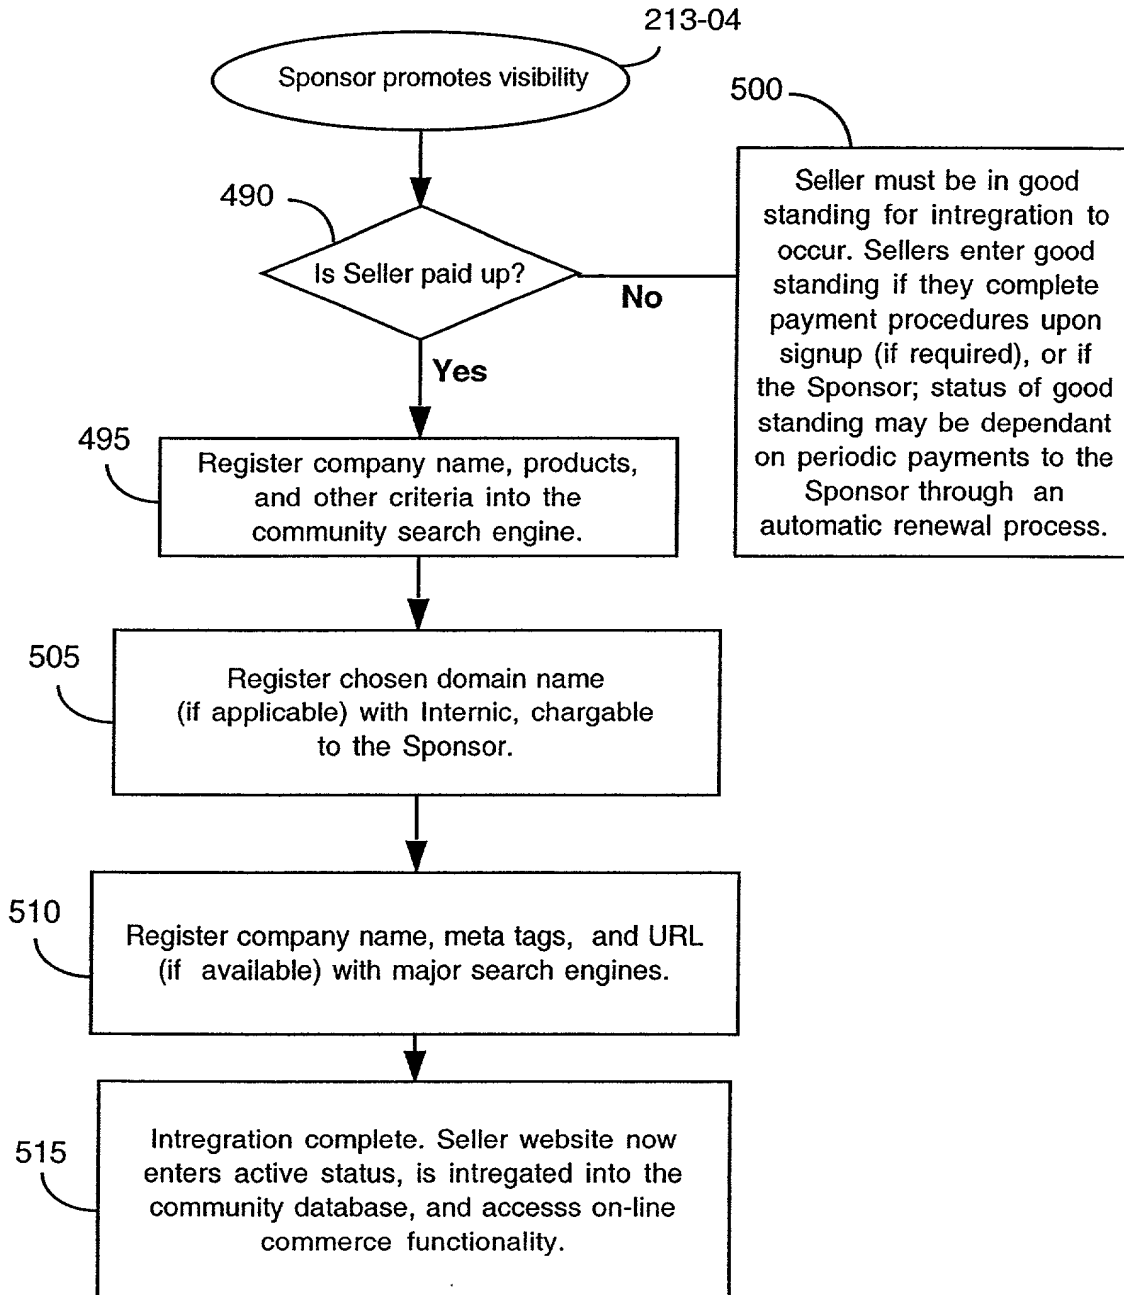 213-04
Sponsor promotes visibility
490
Is Seller paid up?
No
Yes
500
Seller must be in good
standing for intregration to
occur. Sellers enter good
standing if they complete
payment procedures upon
signup (if required), or if
the Sponsor; status of good
standing may be dependant
on periodic payments to the
Sponsor through an
automatic renewal process.
495
Register company name, products,
and other criteria into the
community search engine.
505
Register chosen domain name
(if applicable) with Internic, chargable
to the Sponsor.
510
Register company name, meta tags, and URL
(if available) with major search engines.
515
Intregration complete. Seller website now
enters active status, is intregated into the
community database, and accesss on-line
commerce functionality.